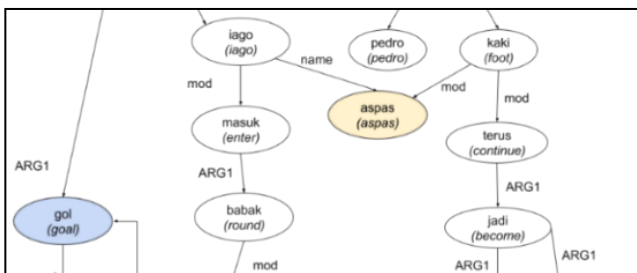 iago
(iago)
pedro
(pedro)
kaki
(foot)
name
mod
mod
mod
aspas
(aspas)
masuk
(enter)
terus
(continue)
ARG1
ARG1
ARG1
gol
(goal)
babak
(round)
jadi
(become)
mod
ARG1
ARG1